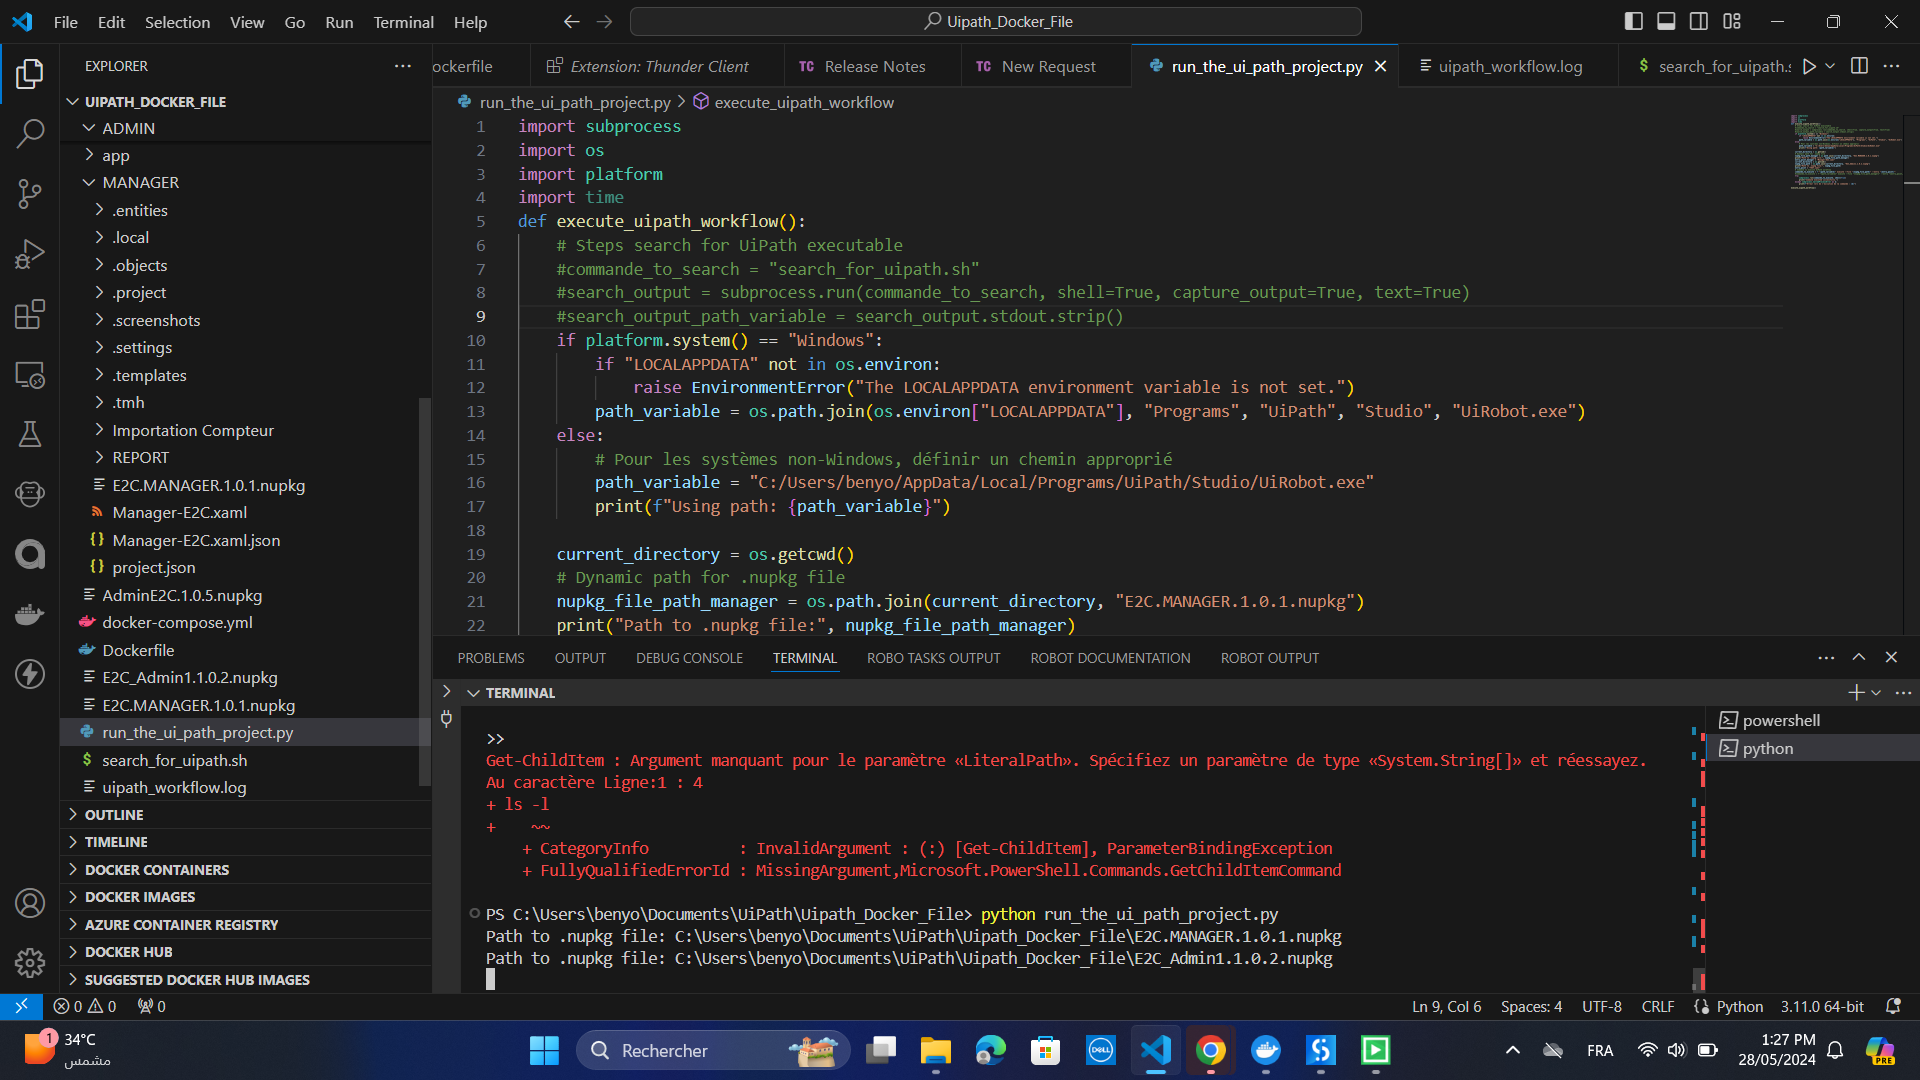 File Edit Selection View Go Run Terminal Help
Uipath_Docker_File
EXPLORER
UIPATH_DOCKER_FILE
ADMIN
app
MANAGER
.entities
.local
.objects
.project
.screenshots
.settings
.templates
.tmh
Importation Compteur
REPORT
E2C.MANAGER.1.0.1.nupkg
Manager-E2C.xaml
Manager-E2C.xaml.json
project.json
AdminE2C.1.0.5.nupkg
docker-compose.yml
Dockerfile
E2C_Admin1.1.0.2.nupkg
E2C.MANAGER.1.0.1.nupkg
run_the_ui_path_project.py
search_for_uipath.sh
uipath_workflow.log
OUTLINE
TIMELINE
DOCKER CONTAINERS
DOCKER IMAGES
AZURE CONTAINER REGISTRY
DOCKER HUB
SUGGESTED DOCKER HUB IMAGES
ockerfile Extension: Thunder Client TC Release Notes TC New Request run_the_ui_path_project.py uipath_workflow.log $ search_for_uipath.s
run_the_ui_path_project.py > execute_uipath_workflow
1 import subprocess
2 import os
3 import platform
4 import time
5 def execute_uipath_workflow():
6 # Steps search for UiPath executable
7 #commande_to_search = "search_for_uipath.sh"
8 #search_output = subprocess.run(commande_to_search, shell=True, capture_output=True, text=True)
9 #search_output_path_variable = search_output.stdout.strip()
10 if platform.system() == "Windows":
11 if "LOCALAPPDATA" not in os.environ:
12 raise EnvironmentError("The LOCALAPPDATA environment variable is not set.")
13 path_variable = os.path.join(os.environ["LOCALAPPDATA"], "Programs", "UiPath", "Studio", "UiRobot.exe")
14 else:
15 # Pour les systèmes non-Windows, définir un chemin approprié
16 path_variable = "C:/Users/benyo/AppData/Local/Programs/UiPath/Studio/UiRobot.exe"
17 print(f"Using path: {path_variable}")
18
19 current_directory = os.getcwd()
20 # Dynamic path for .nupkg file
21 nupkg_file_path_manager = os.path.join(current_directory, "E2C.MANAGER.1.0.1.nupkg")
22 print("Path to .nupkg file:", nupkg_file_path_manager)
PROBLEMS OUTPUT DEBUG CONSOLE TERMINAL ROBO TASKS OUTPUT ROBOT DOCUMENTATION ROBOT OUTPUT
TERMINAL
powershell
python
>>
Get-ChildItem : Argument manquant pour le paramètre «LiteralPath». Spécifiez un paramètre de type «System.String[]» et réessayez.
Au caractère Ligne:1 : 4
+ ls -l
+    ~~
+ CategoryInfo : InvalidArgument : (:) [Get-ChildItem], ParameterBindingException
+ FullyQualifiedErrorId : MissingArgument,Microsoft.PowerShell.Commands.GetChildItemCommand
PS C:\Users\benyo\Documents\UiPath\Uipath_Docker_File> python run_the_ui_path_project.py
Path to .nupkg file: C:\Users\benyo\Documents\UiPath\Uipath_Docker_File\E2C.MANAGER.1.0.1.nupkg
Path to .nupkg file: C:\Users\benyo\Documents\UiPath\Uipath_Docker_File\E2C_Admin1.1.0.2.nupkg
0 0 0 Ln 9, Col 6 Spaces: 4 UTF-8 CRLF Python 3.11.0 64-bit
1 34°C
مشمس
Rechercher
DELL
FRA
1:27 PM
28/05/2024
PRE